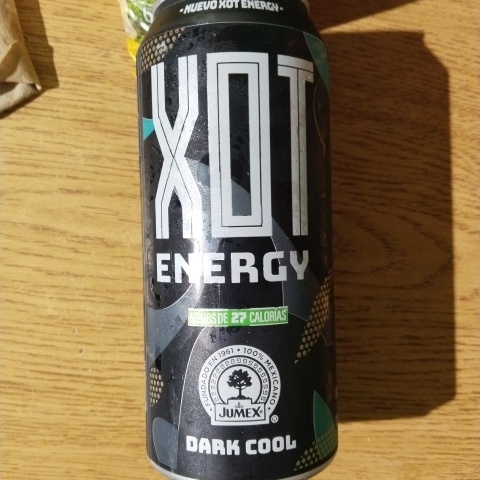 -NUEVO XOT ENERGY-
XOT
ENERGY
MENOS DE 27 CALORÍAS
FUNDADO EN 1961 • 100% MEXICANO •
JUMEX
®
DARK COOL